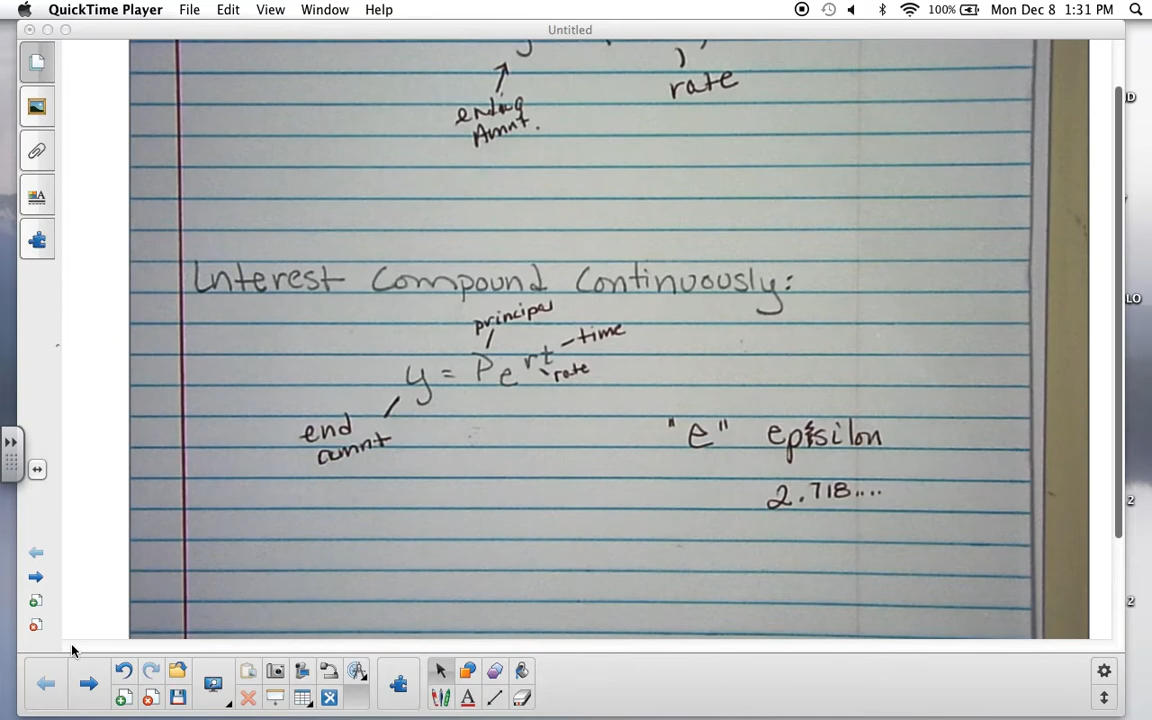 QuickTime Player File Edit View Window Help 100% Mon Dec 8 1:31 PM
Untitled
rate
ending
Amnt.
Interest Compound Continuously:
principal
time
y = Pe^rt
rate
end
amnt
"e" epsilon
2.718....